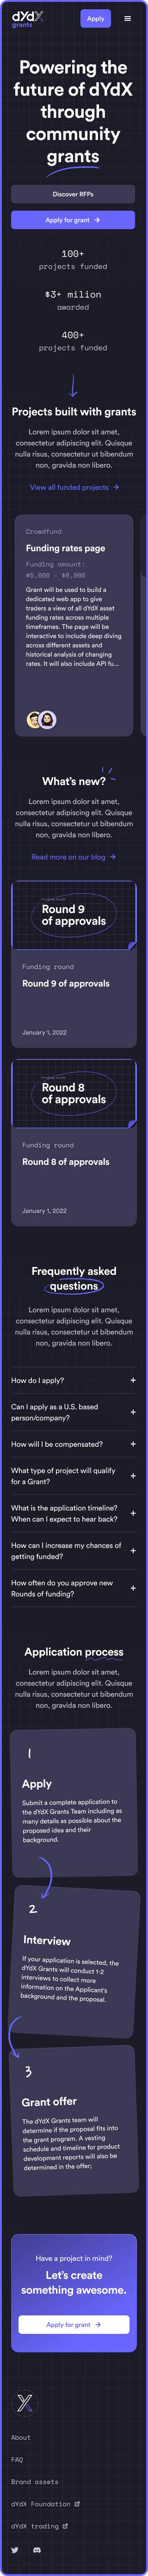 dYdX
grants
Apply
Powering the
future of dYdX
through
community
grants
Discover RFPs
Apply for grant
100+
projects funded
$3+ milion
awarded
400+
projects funded
Projects built with grants
Lorem ipsum dolor sit amet,
consectetur adipiscing elit. Quisque
nulla risus, consectetur ut bibendum
non, gravida non libero.
View all funded projects
Crowdfund
Funding rates page
Funding amount:
$5,000 - $6,000
Grant will be used to build a
dedicated web app to give
traders a view of all dYdX asset
funding rates across multiple
timeframes. The page will be
interactive to include deep diving
across different assets and
historical analysis of changing
rates. It will also include API fu...
What's new?
Lorem ipsum dolor sit amet,
consectetur adipiscing elit. Quisque
nulla risus, consectetur ut bibendum
non, gravida non libero.
Read more on our blog
Round 9
of approvals
Funding round
Round 9 of approvals
January 1, 2022
Round 8
of approvals
Funding round
Round 8 of approvals
January 1, 2022
Frequently asked
questions
Lorem ipsum dolor sit amet,
consectetur adipiscing elit. Quisque
nulla risus, consectetur ut bibendum
non, gravida non libero.
How do I apply?
Can I apply as a U.S. based
person/company?
How will I be compensated?
What type of project will qualify
for a Grant?
What is the application timeline?
When can I expect to hear back?
How can I increase my chances of
getting funded?
How often do you approve new
Rounds of funding?
Application process
Lorem ipsum dolor sit amet,
consectetur adipiscing elit. Quisque
nulla risus, consectetur ut bibendum
non, gravida non libero.
1
Apply
Submit a complete application to
the dYdX Grants Team including as
many details as possible about the
proposed idea and their
background.
2
Interview
If your application is selected, the
dYdX Grants will conduct 1-2
interviews to collect more
information on the Applicant's
background and the proposal.
3
Grant offer
The dYdX Grants team will
determine if the proposal fits into
the grant program. A vesting
schedule and timeline for product
development reports will also be
determined in the offer;
Have a project in mind?
Let's create
something awesome.
Apply for grant
About
FAQ
Brand assets
dYdX Foundation
dYdX trading